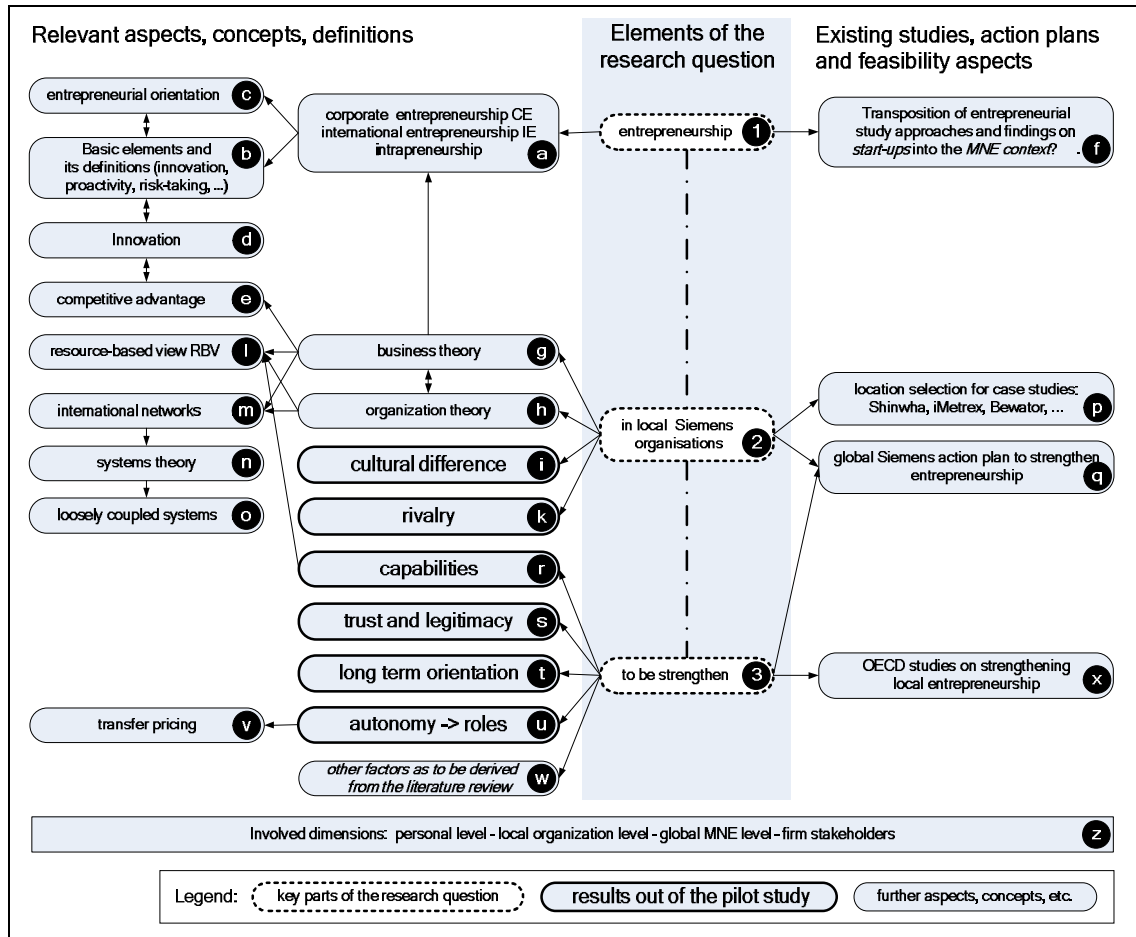 Relevant aspects, concepts, definitions
Elements of the
research question
Existing studies, action plans
and feasibility aspects
entrepreneurial orientation c
Basic elements and
its definitions (innovation,
proactivity, risk-taking, ...)
b
Innovation d
competitive advantage e
resource-based view RBV l
international networks m
systems theory n
loosely coupled systems o
transfer pricing v
corporate entrepreneurship CE
international entrepreneurship IE
intrapreneurship
a
business theory g
organization theory h
cultural difference i
rivalry k
capabilities r
trust and legitimacy s
long term orientation t
autonomy -> roles u
other factors as to be derived
from the literature review
w
entrepreneurship 1
in local Siemens
organisations
2
to be strengthen 3
Transposition of entrepreneurial
study approaches and findings on
start-ups into the MNE context? .
f
location selection for case studies:
Shinwha, iMetrex, Bewator, ...
p
global Siemens action plan to strengthen
entrepreneurship
q
OECD studies on strengthening
local entrepreneurship
x
Involved dimensions: personal level - local organization level - global MNE level - firm stakeholders z
Legend:
key parts of the research question
results out of the pilot study
further aspects, concepts, etc.